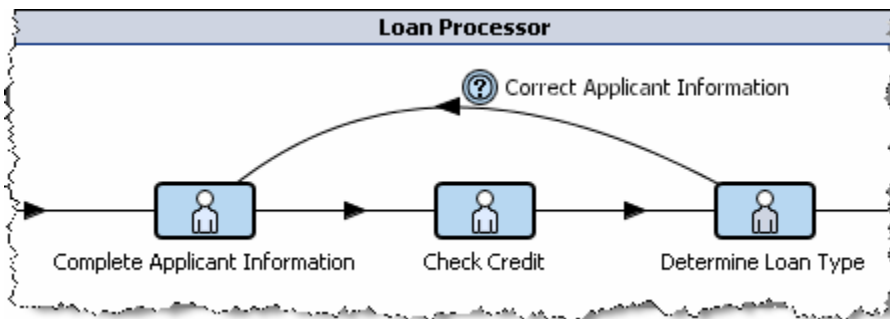 Loan Processor
? Correct Applicant Information
Complete Applicant Information
Check Credit
Determine Loan Type